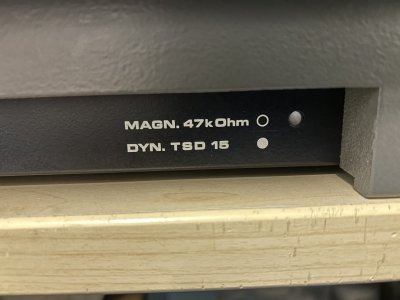 MAGN. 47kOhm
DYN. TSD 15